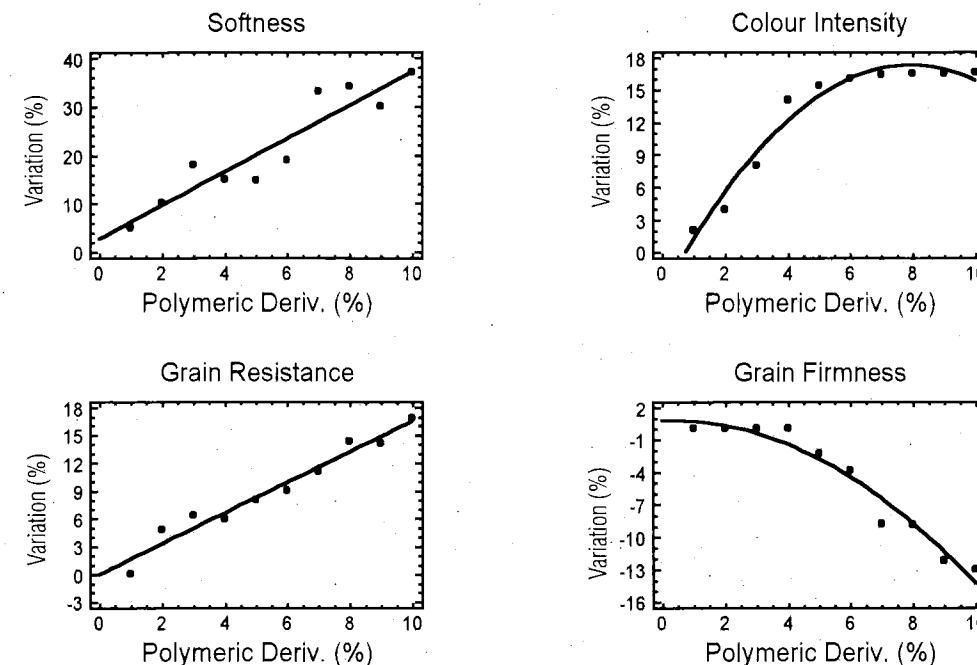 Softness
Variation (%)
40
30
20
10
0
0 2 4 6 8 10
Polymeric Deriv. (%)
Colour Intensity
Variation (%)
18
15
12
9
6
3
0
0 2 4 6 8 10
Polymeric Deriv. (%)
Grain Resistance
Variation (%)
18
15
12
9
6
3
0
-3
0 2 4 6 8 10
Polymeric Deriv. (%)
Grain Firmness
Variation (%)
2
-1
-4
-7
-10
-13
-16
0 2 4 6 8 10
Polymeric Deriv. (%)